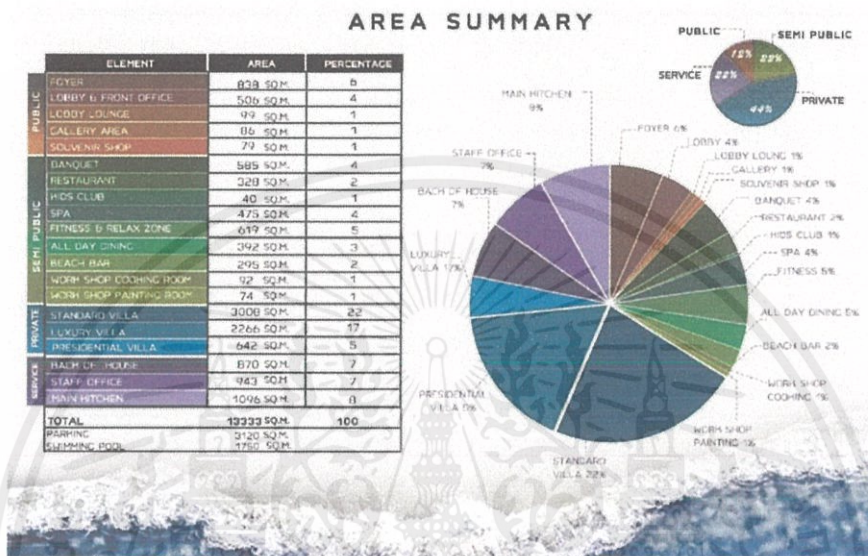 AREA SUMMARY
ELEMENT AREA PERCENTAGE
PUBLIC
FOYER 838 SQ.M. 6
LOBBY & FRONT OFFICE 506 SQ.M. 4
LOBBY LOUNGE 99 SQ.M. 1
GALLERY AREA 86 SQ.M. 1
SOUVENIR SHOP 79 SQ.M. 1
SEMI PUBLIC
BANQUET 585 SQ.M. 4
RESTAURANT 328 SQ.M. 2
KIDS CLUB 40 SQ.M. 1
SPA 475 SQ.M. 4
FITNESS & RELAX ZONE 619 SQ.M. 5
ALL DAY DINING 392 SQ.M. 3
BEACH BAR 295 SQ.M. 2
WORK SHOP COOKING ROOM 92 SQ.M. 1
WORK SHOP PAINTING ROOM 74 SQ.M. 1
PRIVATE
STANDARD VILLA 3008 SQ.M. 22
LUXURY VILLA 2266 SQ.M. 17
PRESIDENTIAL VILLA 642 SQ.M. 5
SERVICE
BACK OF HOUSE 870 SQ.M. 7
STAFF OFFICE 943 SQ.M. 7
MAIN KITCHEN 1096 SQ.M. 8
TOTAL 13333 SQ.M. 100
PARKING 3120 SQ.M.
SWIMMING POOL 1750 SQ.M.
PUBLIC
12%
SEMI PUBLIC
22%
SERVICE
22%
PRIVATE
44%
MAIN KITCHEN
8%
STAFF OFFICE
7%
BACK OF HOUSE
7%
LUXURY
VILLA 17%
PRESIDENTIAL
VILLA 5%
STANDARD
VILLA 22%
FOYER 6%
LOBBY 4%
LOBBY LOUNG 1%
GALLERY 1%
SOUVENIR SHOP 1%
BANQUET 4%
RESTAURANT 2%
KIDS CLUB 1%
SPA 4%
FITNESS 5%
ALL DAY DINING 5%
BEACH BAR 2%
WORK SHOP
COOKING 1%
WORK SHOP
PAINTING 1%